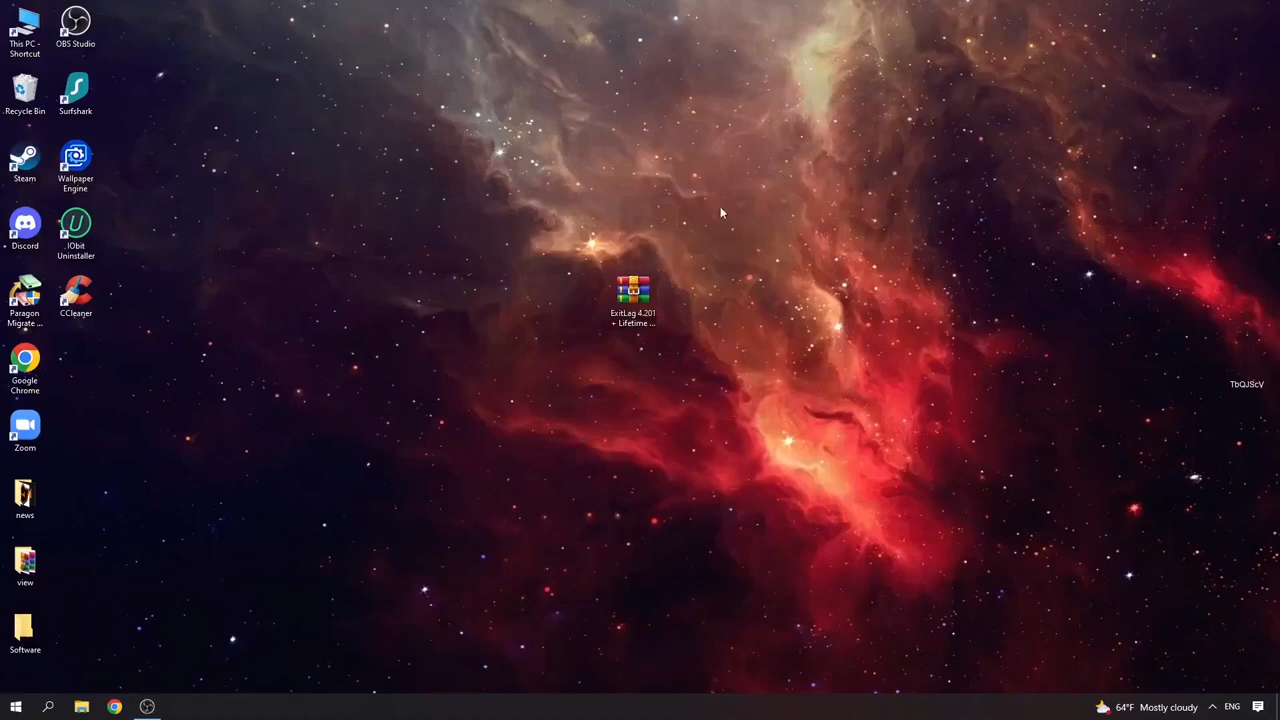 This PC -
Shortcut
OBS Studio
Recycle Bin
Surfshark
Steam
Wallpaper
Engine
Discord
IObit
Uninstaller
Paragon
Migrate ...
CCleaner
Google
Chrome
Zoom
news
view
Software
ExitLag 4.201
+ Lifetime ...
TbQJScV
64°F Mostly cloudy
ENG